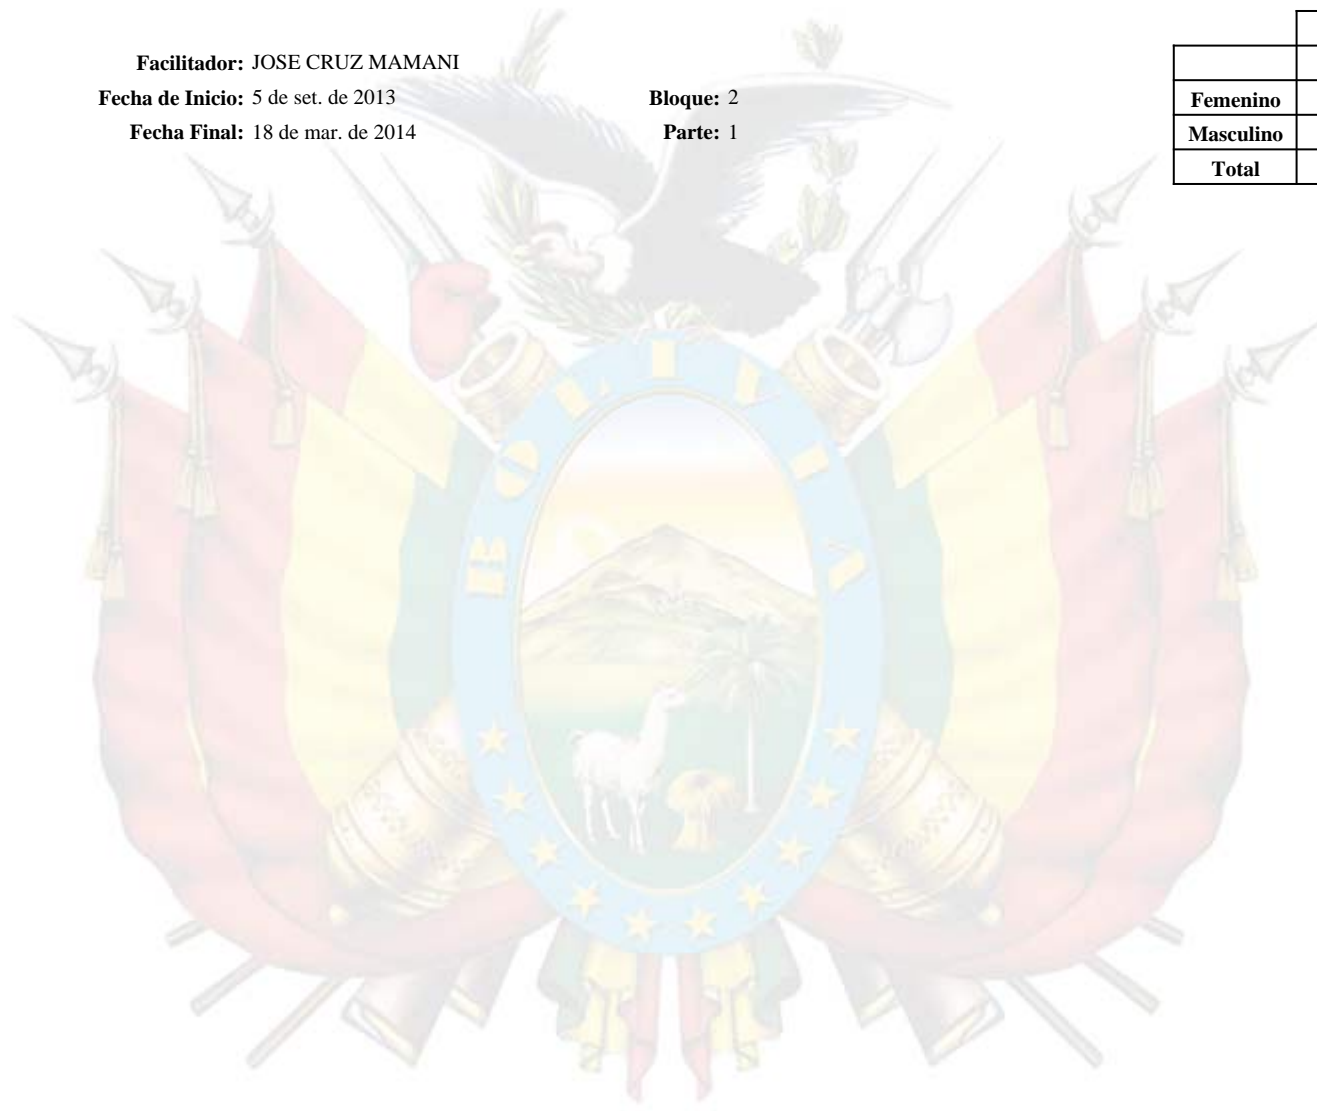 Facilitador: JOSE CRUZ MAMANI
Fecha de Inicio: 5 de set. de 2013 Bloque: 2
Fecha Final: 18 de mar. de 2014 Parte: 1
Femenino
Masculino
Total
BOLIVIA